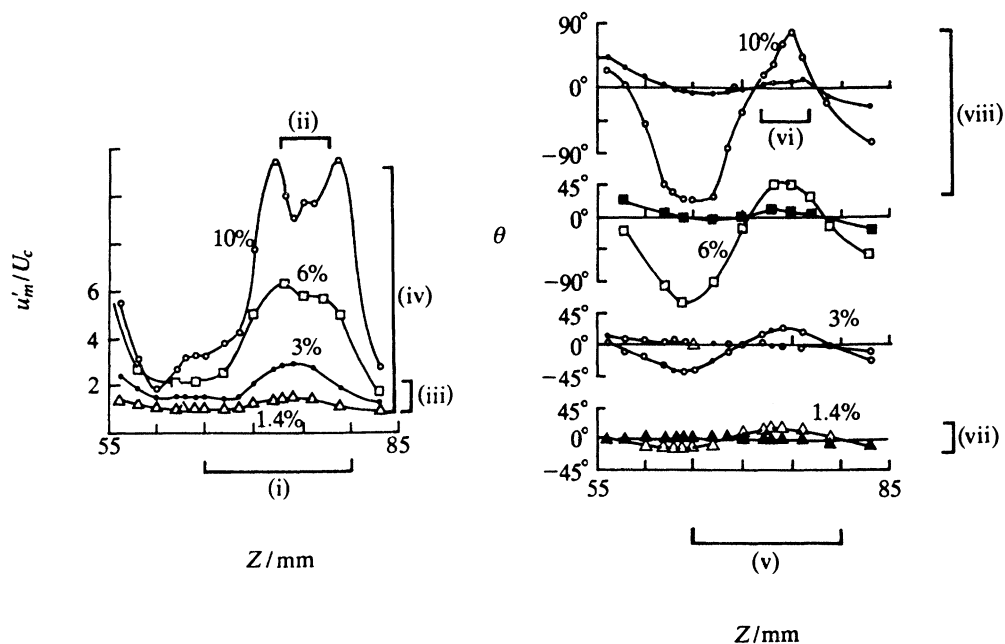 (ii)
10%
6%
3%
1.4%
u'ₘ/U_c
6
4
2
(iv)
(iii)
55
85
(i)
Z/mm
90°
0°
−90°
45°
0°
−90°
45°
0°
−45°
45°
0°
−45°
θ
10%
(vi)
(viii)
6%
3%
1.4%
(vii)
55
85
(v)
Z/mm